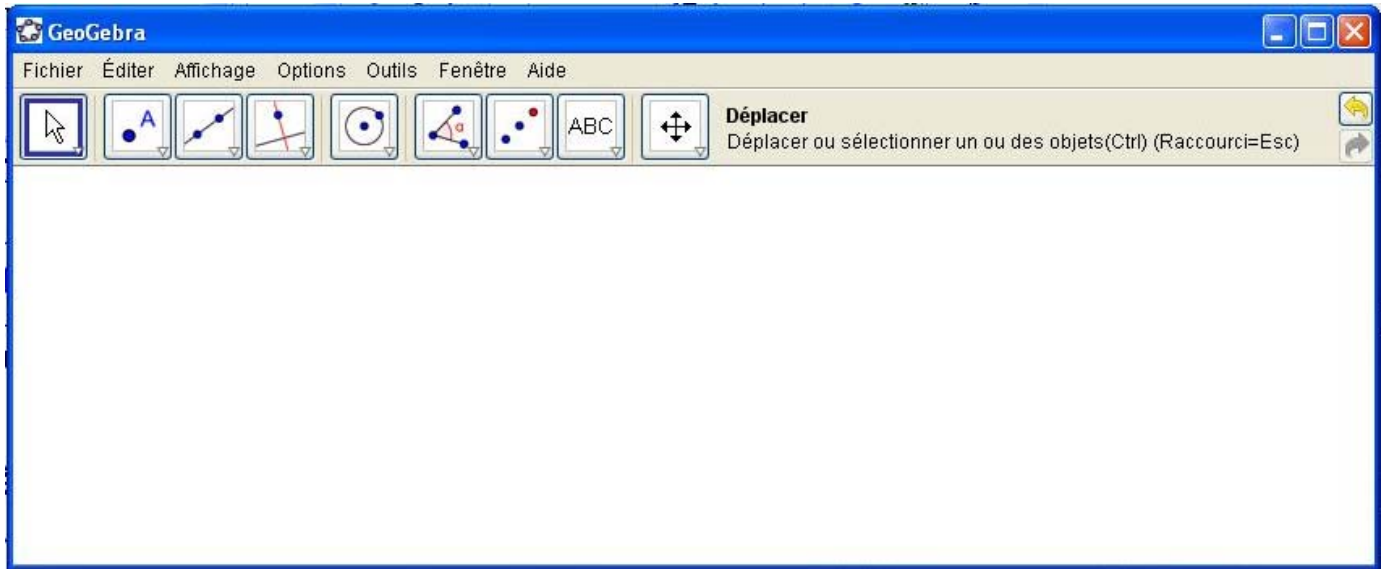 GeoGebra
Fichier Éditer Affichage Options Outils Fenêtre Aide
A
α
ABC
Déplacer
Déplacer ou sélectionner un ou des objets(Ctrl) (Raccourci=Esc)